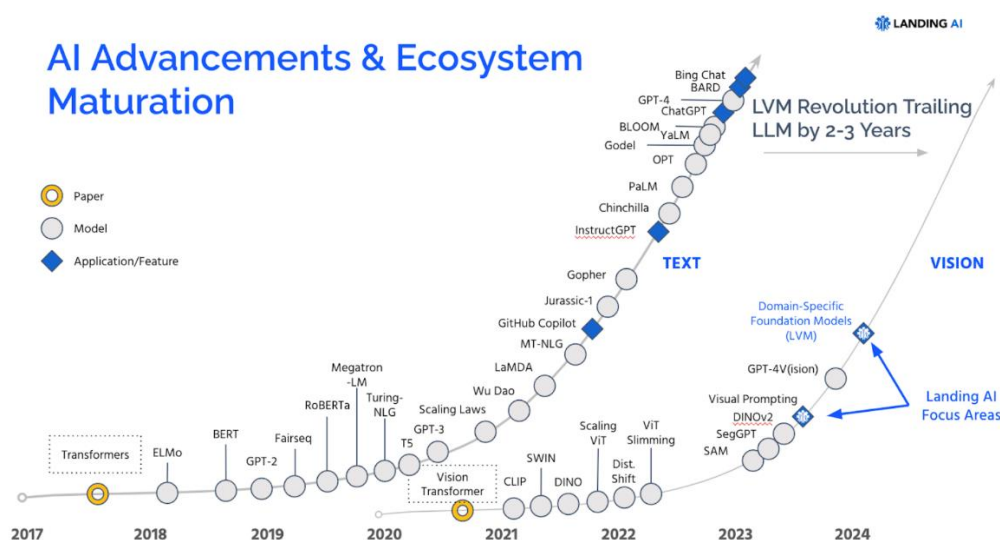 LANDING AI
AI Advancements & Ecosystem
Maturation
Paper
Model
Application/Feature
Bing Chat
BARD
GPT-4
ChatGPT
BLOOM
YaLM
Godel
OPT
PaLM
Chinchilla
InstructGPT
Gopher
Jurassic-1
GitHub Copilot
MT-NLG
LaMDA
Wu Dao
Scaling Laws
GPT-3
T5
Turing-
NLG
Megatron
-LM
RoBERTa
Fairseq
GPT-2
BERT
ELMo
Transformers
TEXT
LVM Revolution Trailing
LLM by 2-3 Years
VISION
Domain-Specific
Foundation Models
(LVM)
GPT-4V(ision)
Landing AI
Focus Areas
Visual Prompting
DINOv2
SegGPT
SAM
ViT
Slimming
Scaling
ViT
Dist.
Shift
DINO
SWIN
CLIP
Vision
Transformer
2017
2018
2019
2020
2021
2022
2023
2024